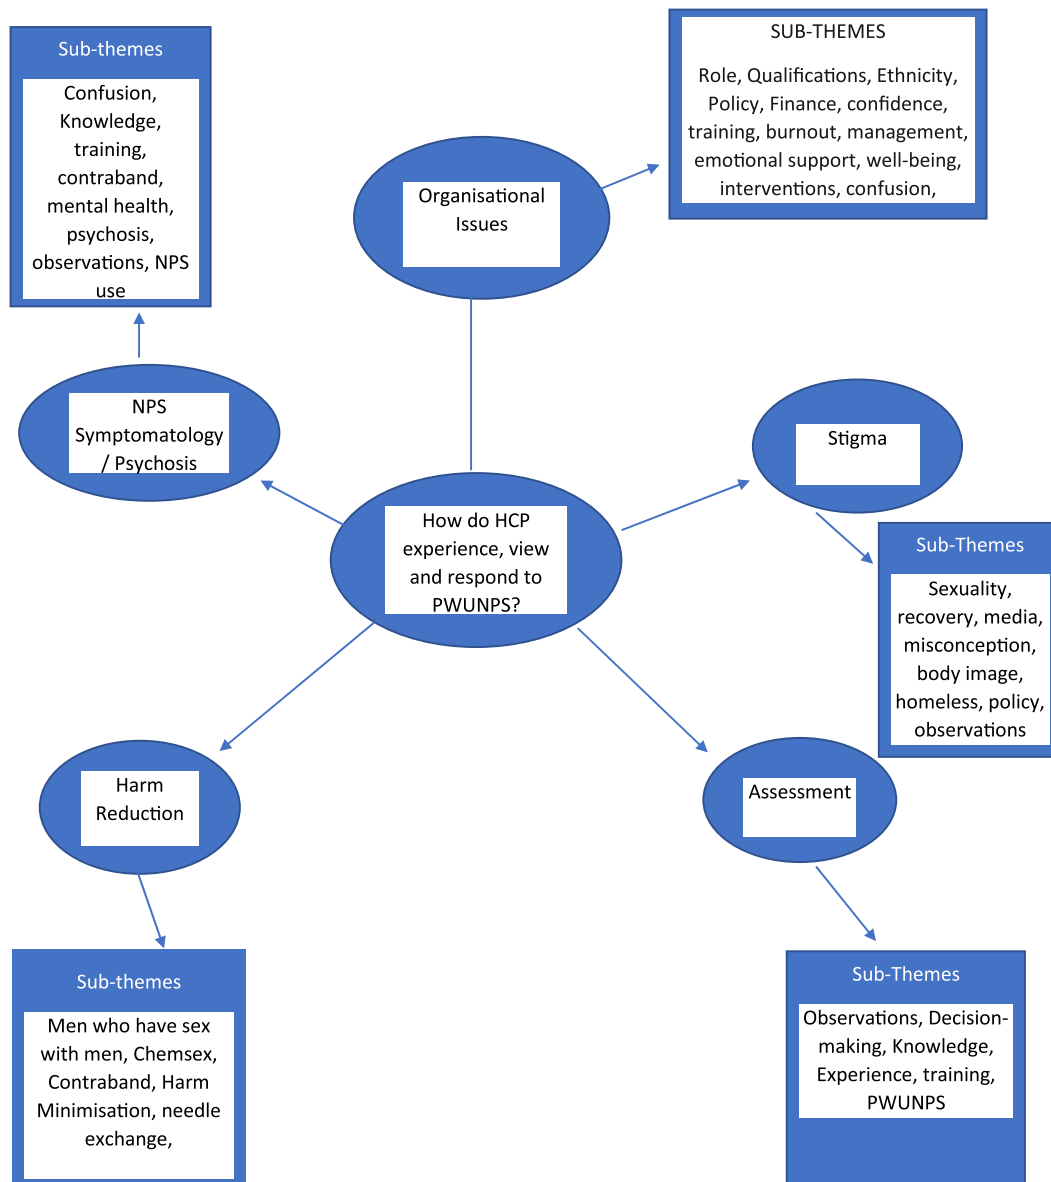 Sub-themes
Confusion,
Knowledge,
training,
contraband,
mental health,
psychosis,
observations, NPS
use
SUB-THEMES
Role, Qualifications, Ethnicity,
Policy, Finance, confidence,
training, burnout, management,
emotional support, well-being,
interventions, confusion,
Organisational
Issues
NPS
Symptomatology
/ Psychosis
Stigma
How do HCP
experience, view
and respond to
PWUNPS?
Sub-Themes
Sexuality,
recovery, media,
misconception,
body image,
homeless, policy,
observations
Harm
Reduction
Assessment
Sub-themes
Men who have sex
with men, Chemsex,
Contraband, Harm
Minimisation, needle
exchange,
Sub-Themes
Observations, Decision-
making, Knowledge,
Experience, training,
PWUNPS